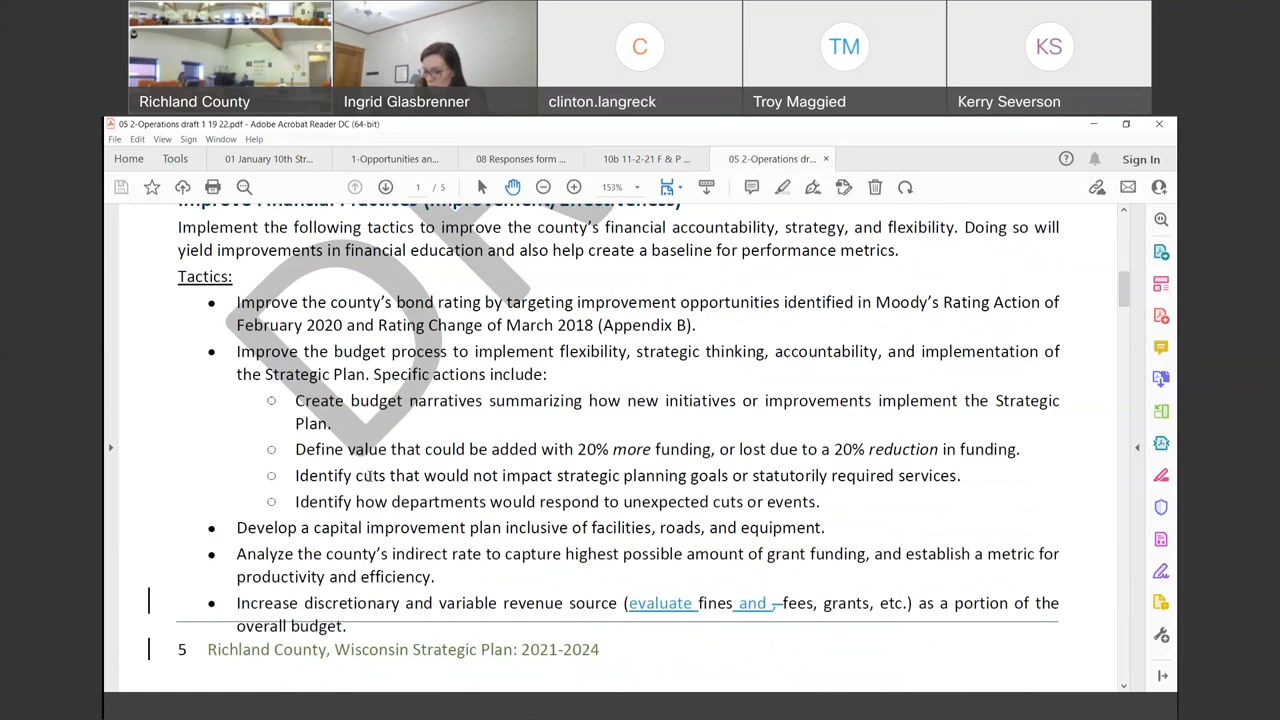 C
TM
KS
Richland County
Ingrid Glasbrenner
clinton.langreck
Troy Maggied
Kerry Severson
05 2-Operations draft 1 19 22.pdf - Adobe Acrobat Reader DC (64-bit)
File Edit View Sign Window Help
Home Tools 01 January 10th Str... 1-Opportunities an... 08 Responses form ... 10b 11-2-21 F & P ... 05 2-Operations dr... × Sign In
1 / 5 153%
Improve Financial Practices (Improvement/Effectiveness)
Implement the following tactics to improve the county's financial accountability, strategy, and flexibility. Doing so will
yield improvements in financial education and also help create a baseline for performance metrics.
Tactics:
• Improve the county's bond rating by targeting improvement opportunities identified in Moody's Rating Action of
February 2020 and Rating Change of March 2018 (Appendix B).
• Improve the budget process to implement flexibility, strategic thinking, accountability, and implementation of
the Strategic Plan. Specific actions include:
○ Create budget narratives summarizing how new initiatives or improvements implement the Strategic
Plan.
○ Define value that could be added with 20% more funding, or lost due to a 20% reduction in funding.
○ Identify cuts that would not impact strategic planning goals or statutorily required services.
○ Identify how departments would respond to unexpected cuts or events.
• Develop a capital improvement plan inclusive of facilities, roads, and equipment.
• Analyze the county's indirect rate to capture highest possible amount of grant funding, and establish a metric for
productivity and efficiency.
• Increase discretionary and variable revenue source (evaluate fines and , fees, grants, etc.) as a portion of the
overall budget.
5 Richland County, Wisconsin Strategic Plan: 2021-2024